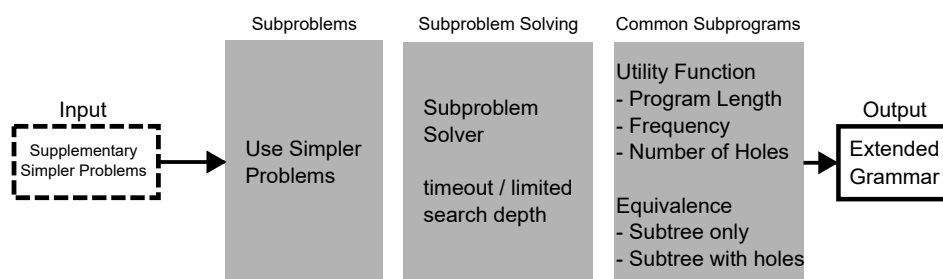 Subproblems
Subproblem Solving
Common Subprograms
Input
Supplementary
Simpler Problems
Use Simpler
Problems
Subproblem
Solver
timeout / limited
search depth
Utility Function
- Program Length
- Frequency
- Number of Holes
Equivalence
- Subtree only
- Subtree with holes
Output
Extended
Grammar